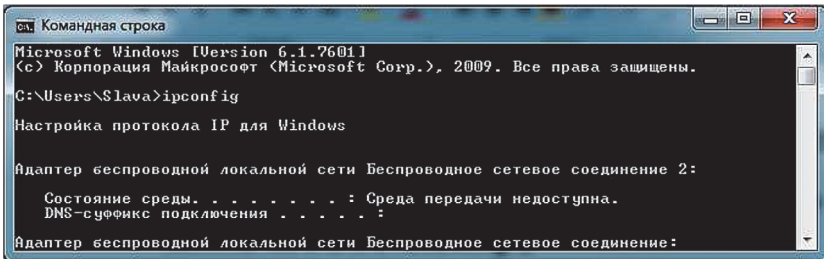 Командная строка
Microsoft Windows [Version 6.1.7601]
(c) Корпорация Майкрософт (Microsoft Corp.), 2009. Все права защищены.
C:\Users\Slava>ipconfig
Настройка протокола IP для Windows
Адаптер беспроводной локальной сети Беспроводное сетевое соединение 2:
Состояние среды. . . . . . . . : Среда передачи недоступна.
DNS-суффикс подключения . . . . . :
Адаптер беспроводной локальной сети Беспроводное сетевое соединение: